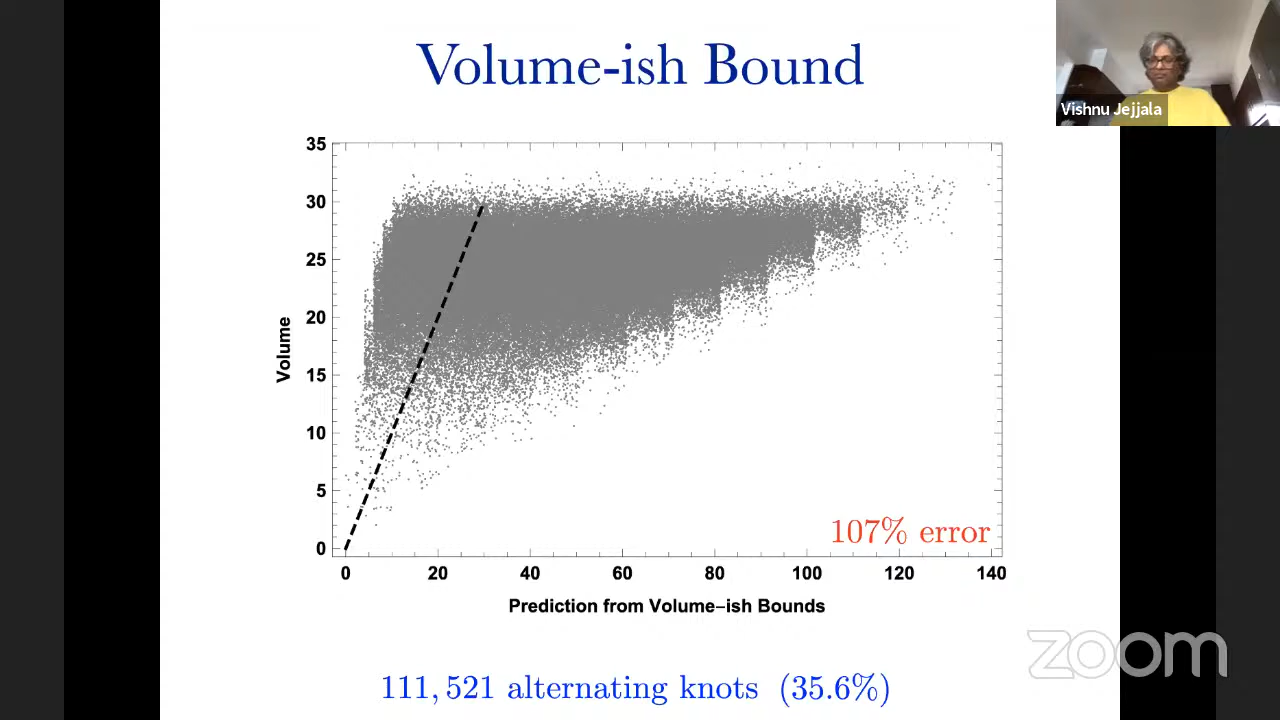 Volume-ish Bound
Vishnu Jejjala
35
30
25
20
15
10
5
0
Volume
107% error
0 20 40 60 80 100 120 140
Prediction from Volume–ish Bounds
zoom
111, 521 alternating knots (35.6%)